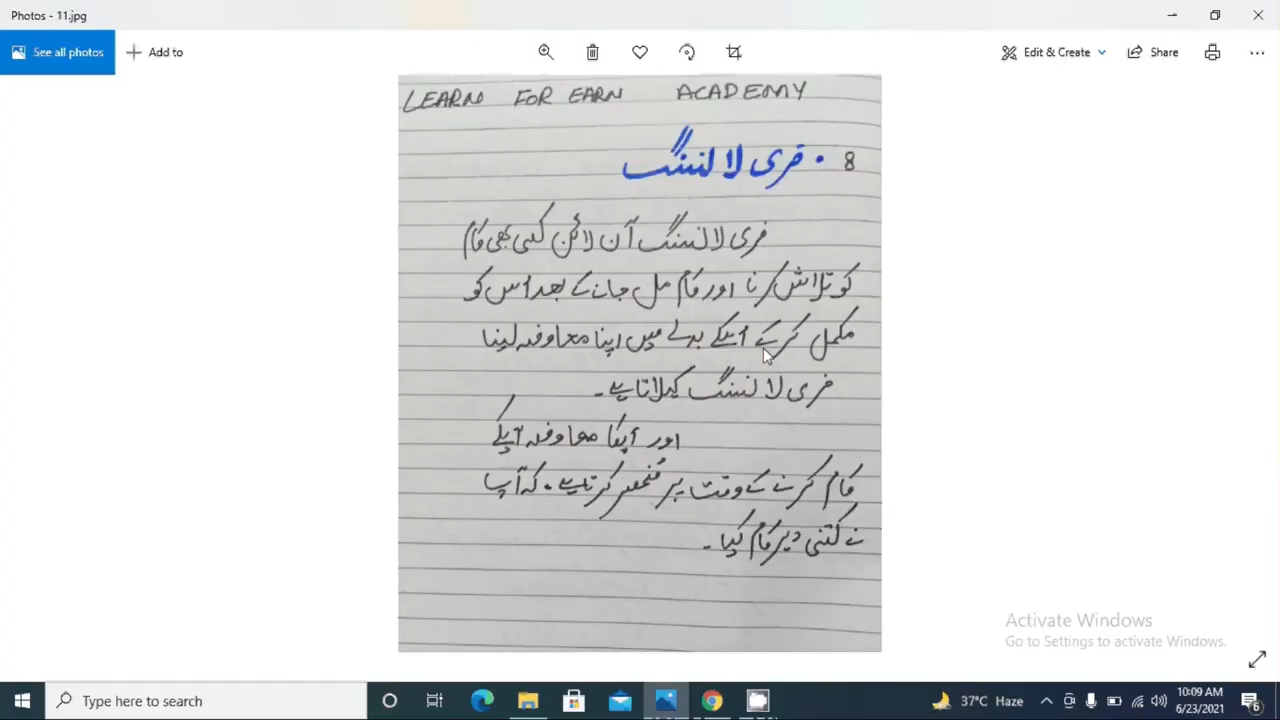 Photos - 11.jpg
See all photos
Add to
Edit & Create
Share
LEARN FOR EARN ACADEMY
8 . فری لانسنگ
فری لانسنگ آن لائن کسی بھی کام
کو تلاش کرنا اور کام مل جانے کے بعد اس کو
مکمل کر کے اُسکے بدلے میں اپنا معاوضہ لینا
فری لانسنگ کہلاتا ہے۔
اور اُپکا معاوضہ آپکے
کام کرنے کے وقت پر مُنحصر کرتا ہے۔ کہ آپ
نے کتنی دیر کام کیا۔
Activate Windows
Go to Settings to activate Windows.
Type here to search
37°C Haze
10:09 AM
6/23/2021
6